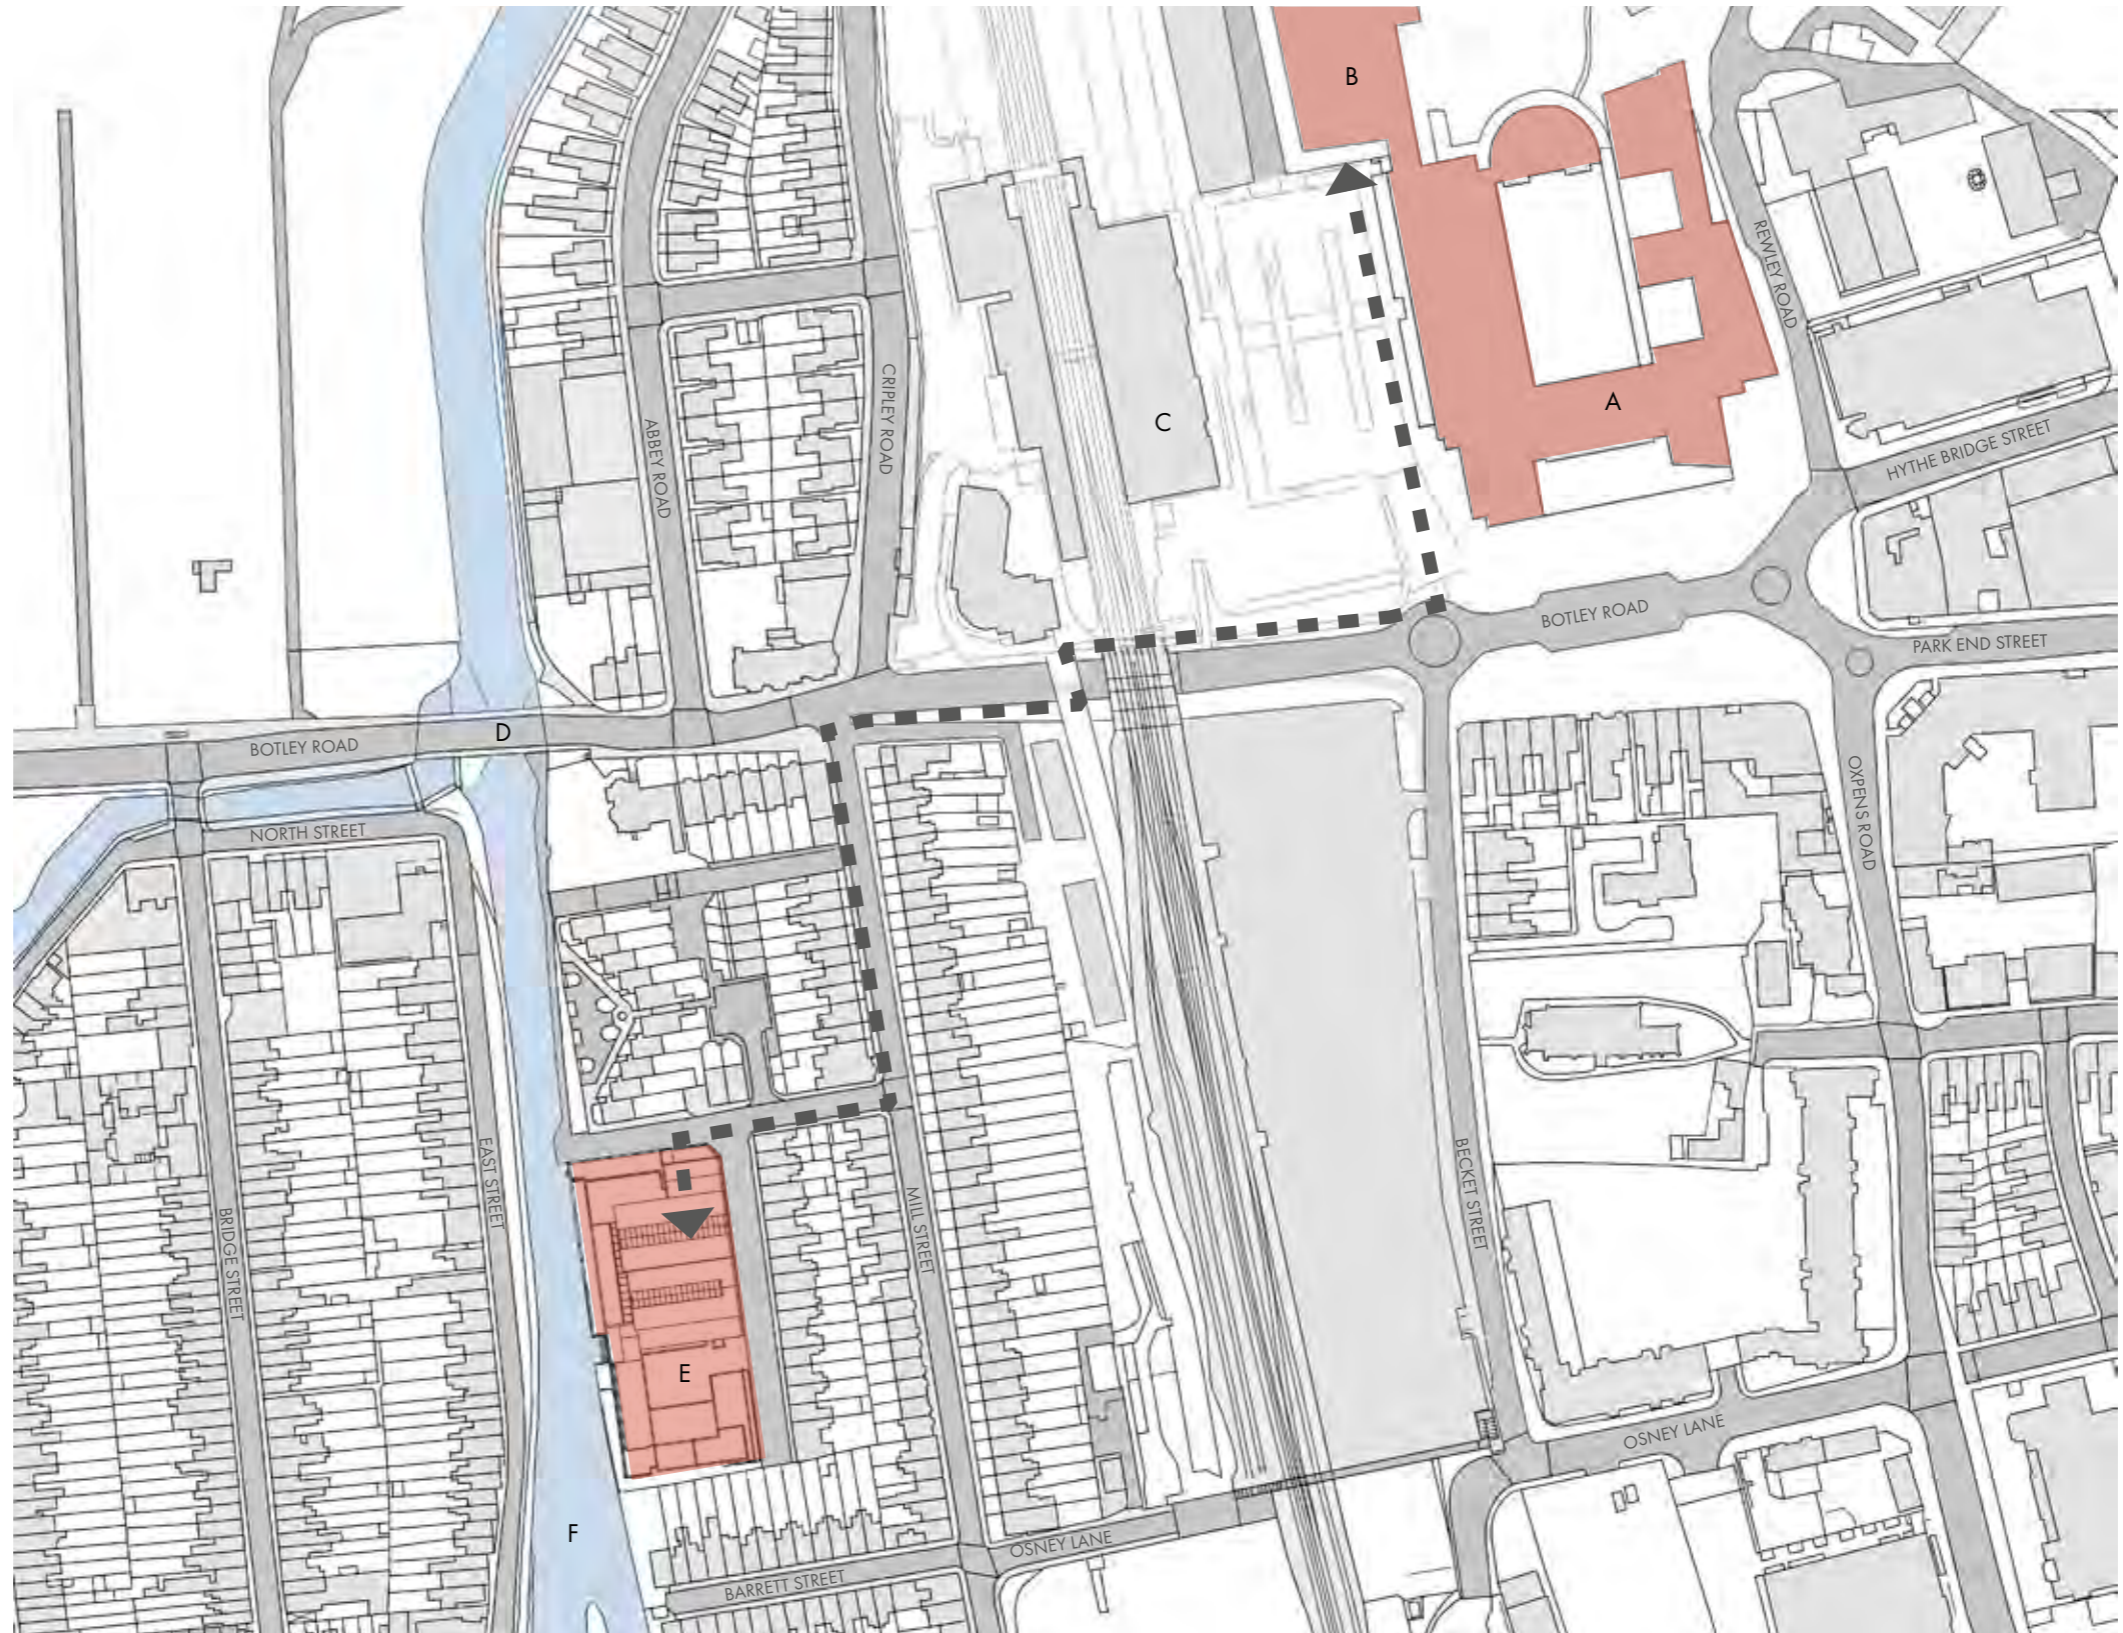 B
REWLEY ROAD
CRIPLEY ROAD
A
C
ABBEY ROAD
HYTHE BRIDGE STREET
BOTLEY ROAD
PARK END STREET
D
BOTLEY ROAD
OXPENS ROAD
NORTH STREET
EAST STREET
BECKET STREET
MILL STREET
BRIDGE STREET
E
OSNEY LANE
F
OSNEY LANE
BARRETT STREET